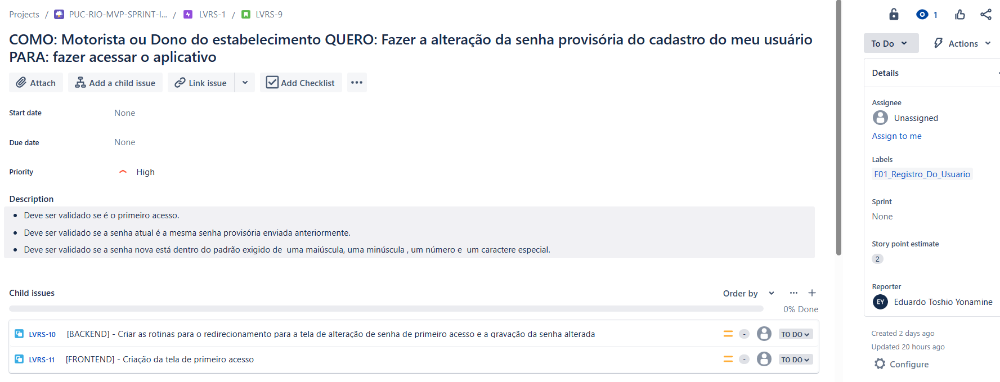 Projects / PUC-RIO-MVP-SPRINT-I... / LVRS-1 / LVRS-9
1
COMO: Motorista ou Dono do estabelecimento QUERO: Fazer a alteração da senha provisória do cadastro do meu usuário
PARA: fazer acessar o aplicativo
Attach
Add a child issue
Link issue
Add Checklist
Start date
None
Due date
None
Priority
High
Description
• Deve ser validado se é o primeiro acesso.
• Deve ser validado se a senha atual é a mesma senha provisória enviada anteriormente.
• Deve ser validado se a senha nova está dentro do padrão exigido de  uma maiúscula, uma minúscula , um número e  um caractere especial.
Child issues
Order by
0% Done
LVRS-10 [BACKEND] - Criar as rotinas para o redirecionamento para a tela de alteração de senha de primeiro acesso e a gravação da senha alterada - TO DO
LVRS-11 [FRONTEND] - Criação da tela de primeiro acesso - TO DO
To Do
Actions
Details
Assignee
Unassigned
Assign to me
Labels
F01_Registro_Do_Usuario
Sprint
None
Story point estimate
2
Reporter
EY Eduardo Toshio Yonamine
Created 2 days ago
Updated 20 hours ago
Configure